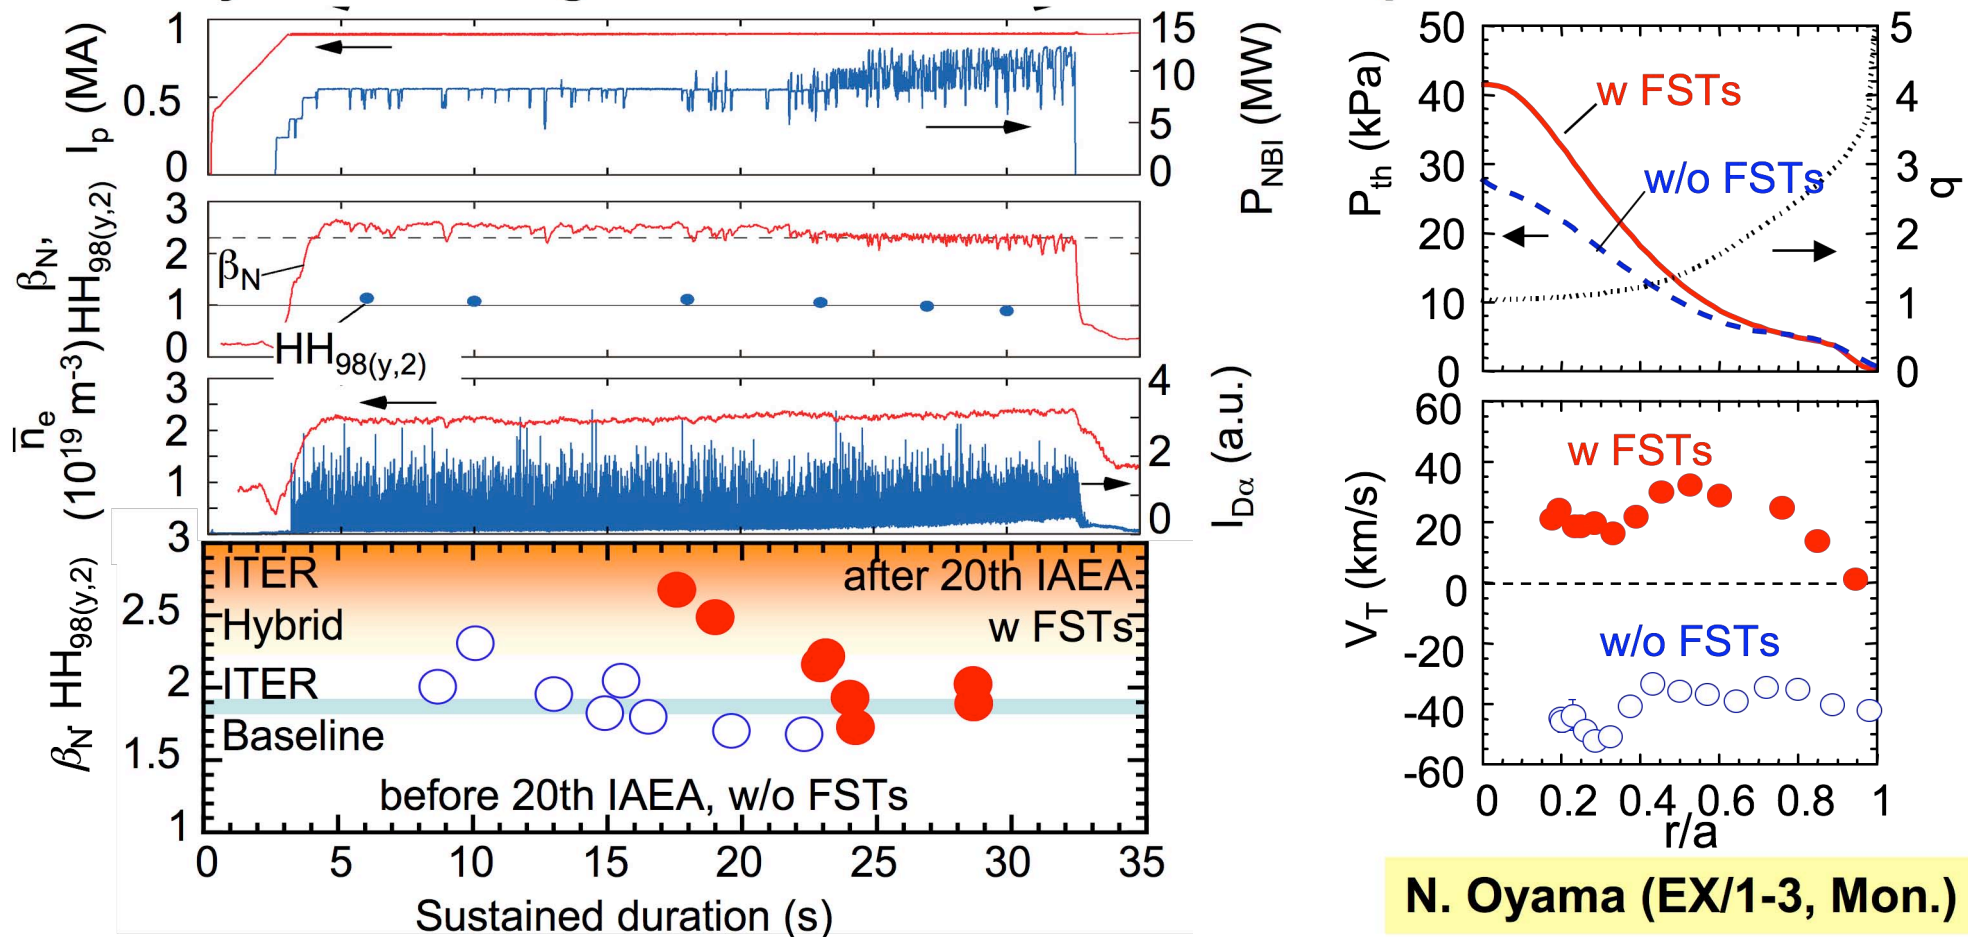 1
0.5
0
I_p (MA)
15
10
5
0
P_NBI (MW)
3
2
1
0
β_N,
HH_98(y,2)
β_N
HH_98(y,2)
3
2
1
3
n̅_e
(10^19 m^-3)
4
2
0
I_Dα (a.u.)
3
2.5
2
1.5
1
β_N HH_98(y,2)
ITER
Hybrid
ITER
Baseline
after 20th IAEA
w FSTs
before 20th IAEA, w/o FSTs
0 5 10 15 20 25 30 35
Sustained duration (s)
50
40
30
20
10
0
P_th (kPa)
w FSTs
w/o FSTs
5
4
3
2
1
0
q
60
40
20
0
-20
-40
-60
V_T (km/s)
w FSTs
w/o FSTs
0 0.2 0.4 0.6 0.8 1
r/a
N. Oyama (EX/1-3, Mon.)